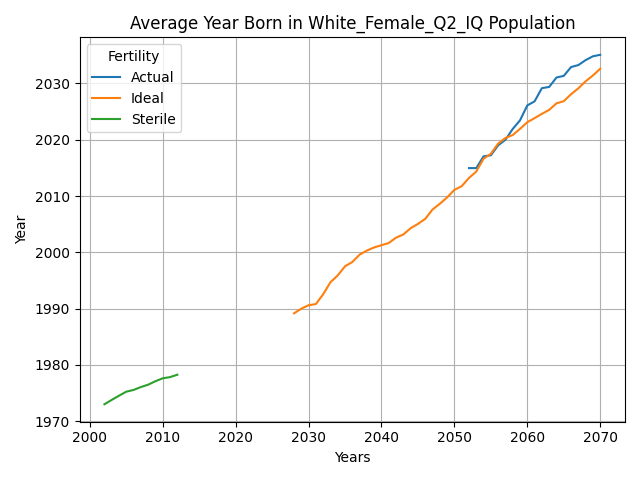 Average Year Born in White_Female_Q2_IQ Population
Fertility
Actual
Ideal
Sterile
Year
2030
2020
2010
2000
1990
1980
1970
2000 2010 2020 2030 2040 2050 2060 2070
Years